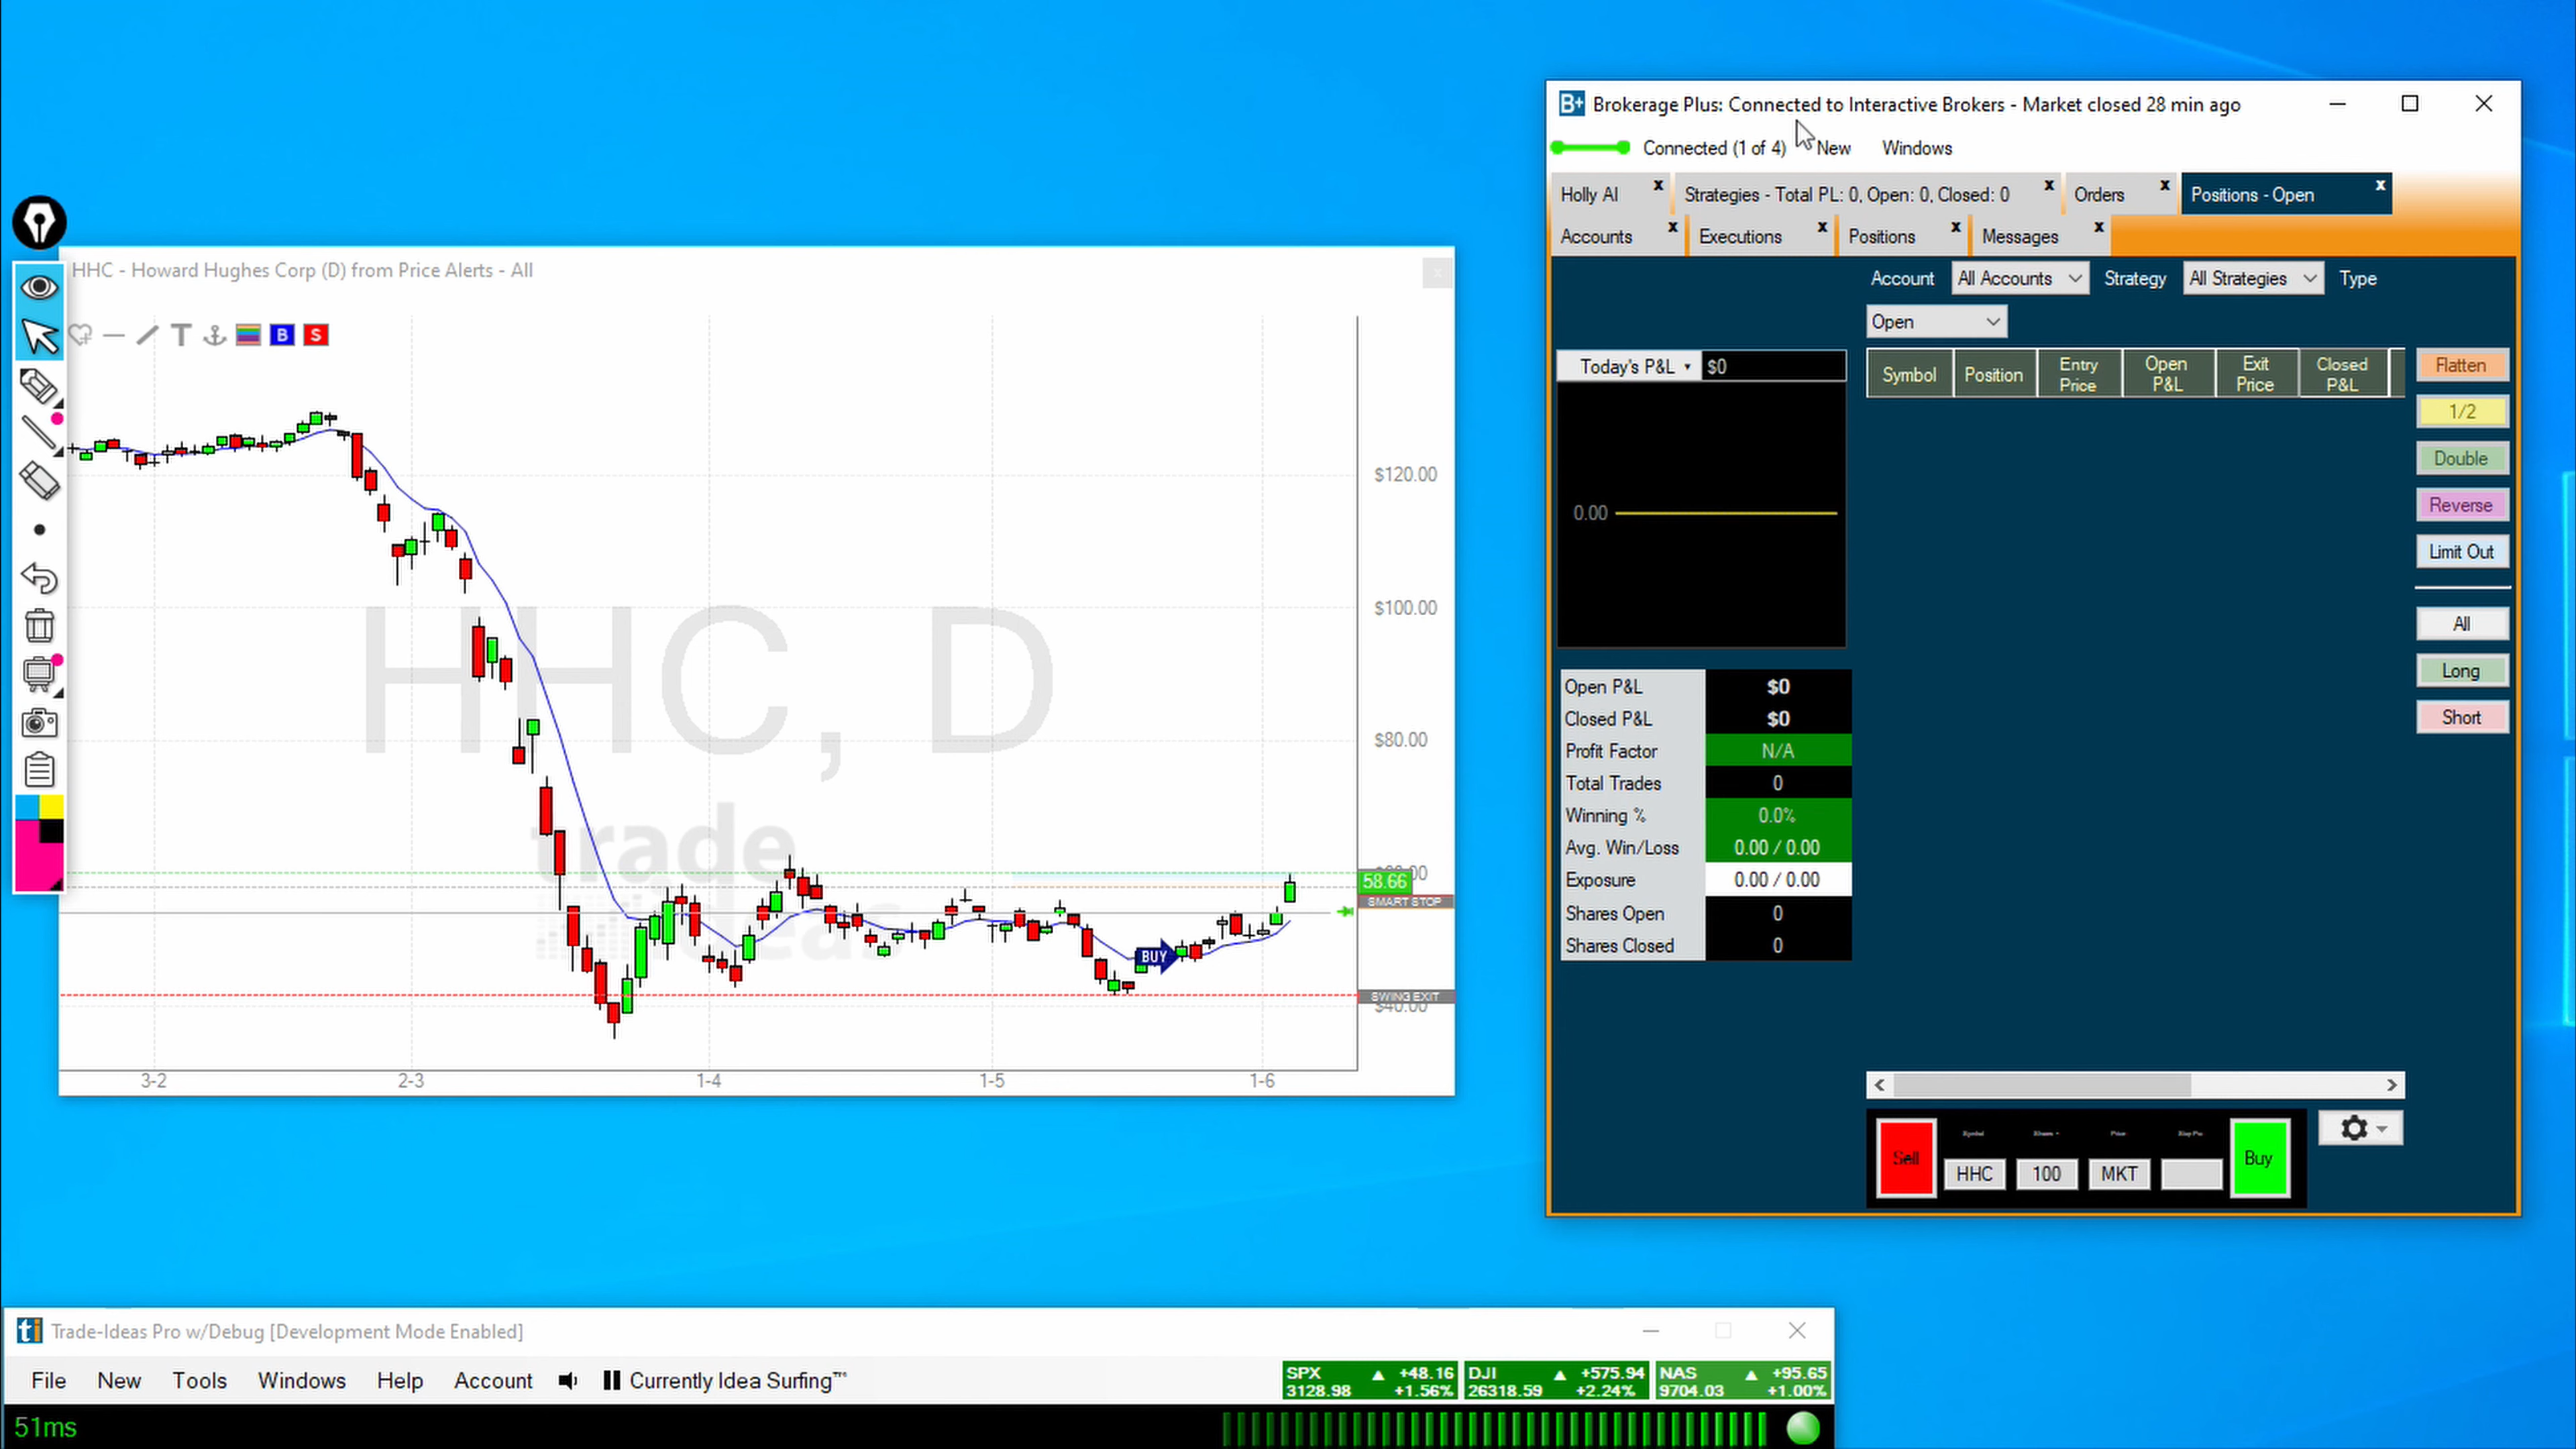 B+ Brokerage Plus: Connected to Interactive Brokers - Market closed 28 min ago
Connected (1 of 4) New Windows
Holly AI x Strategies - Total PL: 0, Open: 0, Closed: 0 x Orders x Positions - Open x
Accounts x Executions x Positions x Messages x
Account All Accounts Strategy All Strategies Type
Open
Today's P&L $0
Symbol Position Entry Price Open P&L Exit Price Closed P&L
0.00
Open P&L $0
Closed P&L $0
Profit Factor N/A
Total Trades 0
Winning % 0.0%
Avg. Win/Loss 0.00 / 0.00
Exposure 0.00 / 0.00
Shares Open 0
Shares Closed 0
Flatten
1/2
Double
Reverse
Limit Out
All
Long
Short
Sell HHC 100 MKT Buy
HHC - Howard Hughes Corp (D) from Price Alerts - All
T B S
HHC, D
trade
ideas
$120.00
$100.00
$80.00
58.66
SMART STOP
BUY
SWING EXIT
$40.00
3-2 2-3 1-4 1-5 1-6
ti Trade-Ideas Pro w/Debug [Development Mode Enabled]
File New Tools Windows Help Account Currently Idea Surfing™
SPX ▲ +48.16
3128.98 +1.56%
DJI ▲ +575.94
26318.59 +2.24%
NAS ▲ +95.65
9704.03 +1.00%
51ms